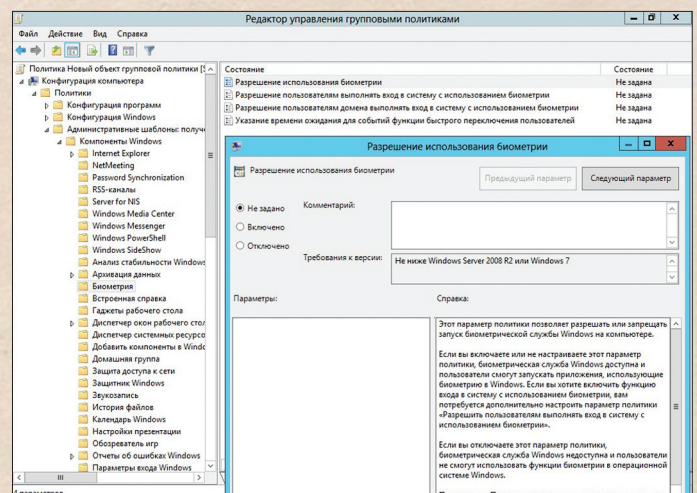 Редактор управления групповыми политиками
Файл Действие Вид Справка
Политика Новый объект групповой политики
Конфигурация компьютера
Политики
Конфигурация программ
Конфигурация Windows
Административные шаблоны: получе
Компоненты Windows
Internet Explorer
NetMeeting
Password Synchronization
RSS-каналы
Server for NIS
Windows Media Center
Windows Messenger
Windows PowerShell
Windows SideShow
Анализ стабильности Windows
Архивация данных
Биометрия
Встроенная справка
Гаджеты рабочего стола
Диспетчер окон рабочего стол
Диспетчер системных ресурсо
Добавить компоненты в Windo
Домашняя группа
Защита доступа к сети
Защитник Windows
Звукозапись
История файлов
Календарь Windows
Настройки презентации
Обозреватель игр
Отчеты об ошибках Windows
Параметры входа Windows
Состояние Состояние
Разрешение использования биометрии Не задана
Разрешение пользователям выполнять вход в систему с использованием биометрии Не задана
Разрешение пользователям домена выполнять вход в систему с использованием биометрии Не задана
Указание времени ожидания для событий функции быстрого переключения пользователей Не задана
Разрешение использования биометрии
Разрешение использования биометрии
Предыдущий параметр Следующий параметр
Не задано Комментарий:
Включено
Отключено
Требования к версии: Не ниже Windows Server 2008 R2 или Windows 7
Параметры: Справка:
Этот параметр политики позволяет разрешать или запрещать
запуск биометрической службы Windows на компьютере.
Если вы включаете или не настраиваете этот параметр
политики, биометрическая служба Windows доступна и
пользователи смогут запускать приложения, использующие
биометрию в Windows. Если вы хотите включить функцию
входа в систему с использованием биометрии, вам
потребуется дополнительно настроить параметр политики
«Разрешить пользователям выполнять вход в систему с
использованием биометрии».
Если вы отключаете этот параметр политики,
биометрическая служба Windows недоступна и пользователи
не смогут использовать функции биометрии в операционной
системе Windows.